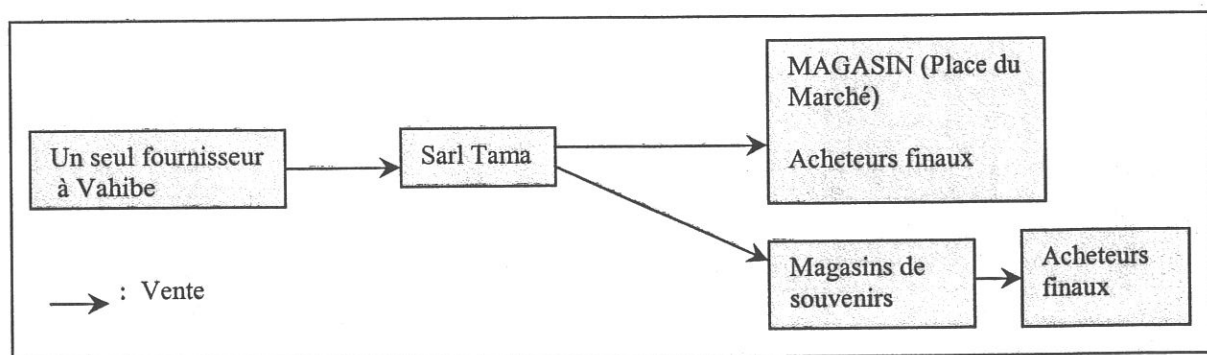 Un seul fournisseur
à Vahibe
Sarl Tama
MAGASIN (Place du
Marché)
Acheteurs finaux
Magasins de
souvenirs
Acheteurs
finaux
: Vente